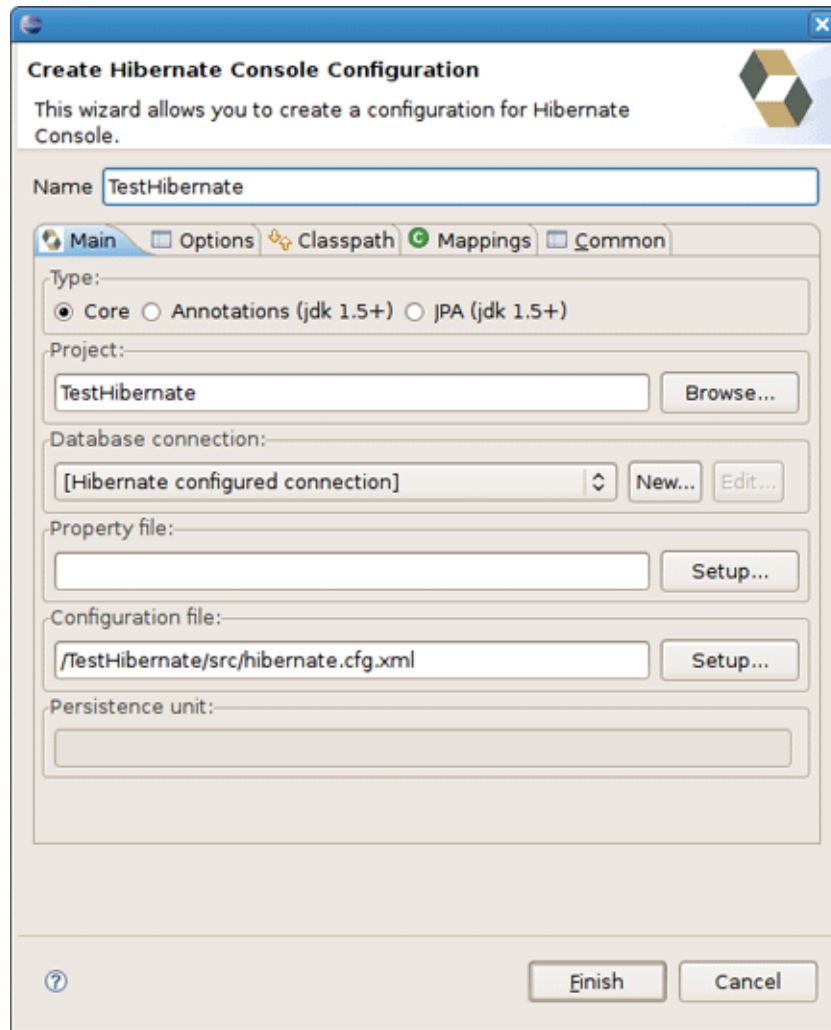 Create Hibernate Console Configuration
This wizard allows you to create a configuration for Hibernate
Console.
Name TestHibernate
Main Options Classpath Mappings Common
Type:
Core Annotations (jdk 1.5+) JPA (jdk 1.5+)
Project:
TestHibernate Browse...
Database connection:
[Hibernate configured connection] New... Edit...
Property file:
Setup...
Configuration file:
/TestHibernate/src/hibernate.cfg.xml Setup...
Persistence unit:
Finish Cancel